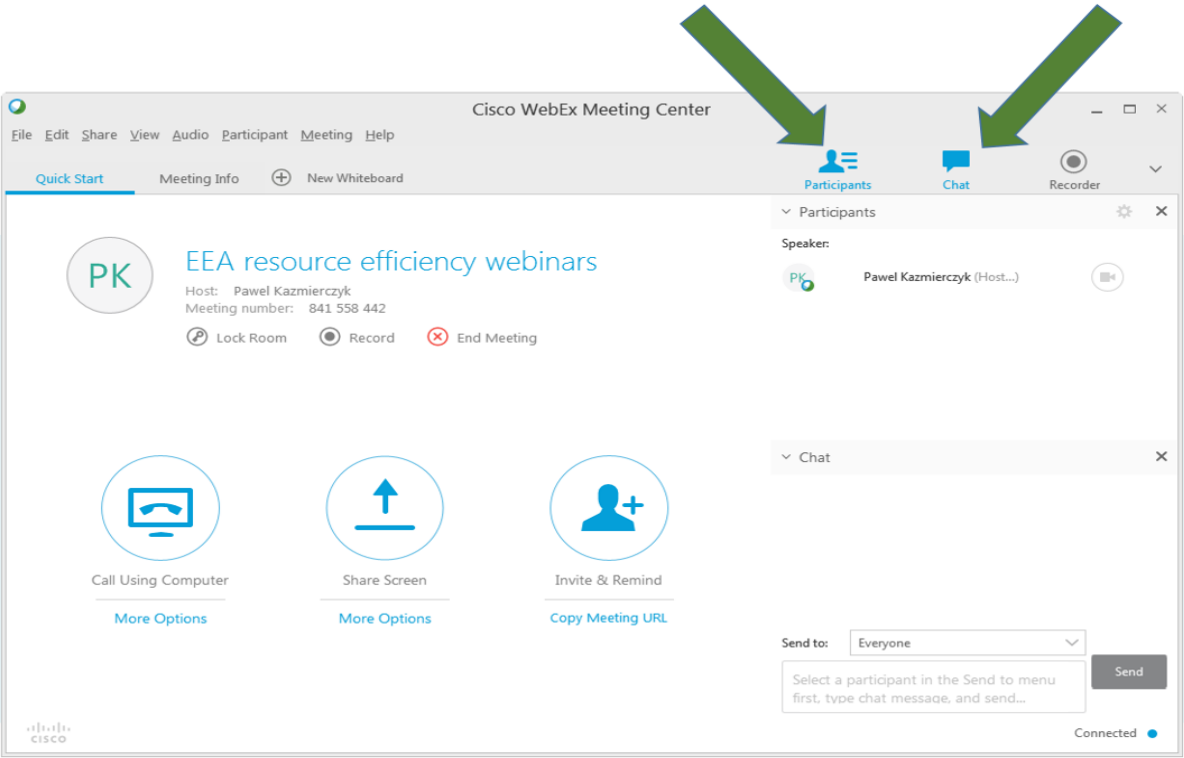 Cisco WebEx Meeting Center
File Edit Share View Audio Participant Meeting Help
Quick Start Meeting Info New Whiteboard
Participants Chat Recorder
Participants
Speaker:
PK Pawel Kazmierczyk (Host...)
PK
EEA resource efficiency webinars
Host: Pawel Kazmierczyk
Meeting number: 841 558 442
Lock Room Record End Meeting
Call Using Computer Share Screen Invite & Remind
More Options More Options Copy Meeting URL
Chat
Send to: Everyone
Select a participant in the Send to menu
first, type chat message, and send...
Send
CISCO
Connected